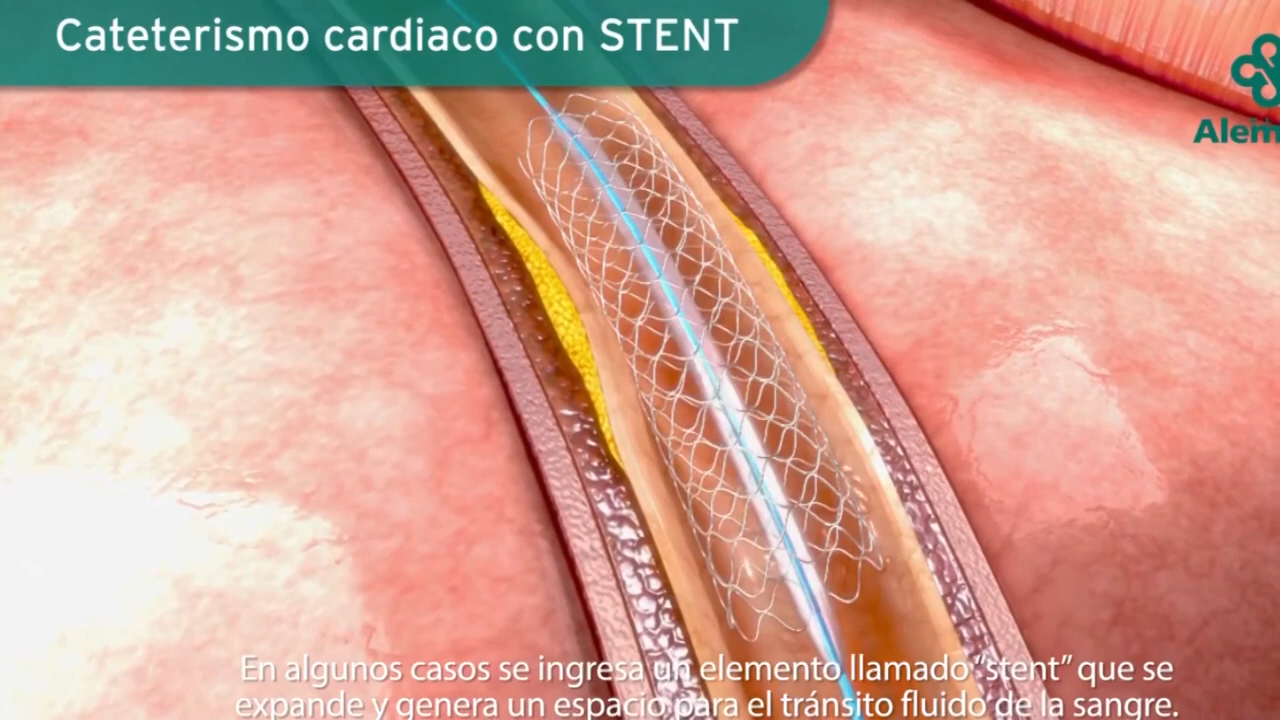 Cateterismo cardiaco con STENT
En algunos casos se ingresa un elemento llamado “stent” que se
expande y genera un espacio para el tránsito fluido de la sangre.